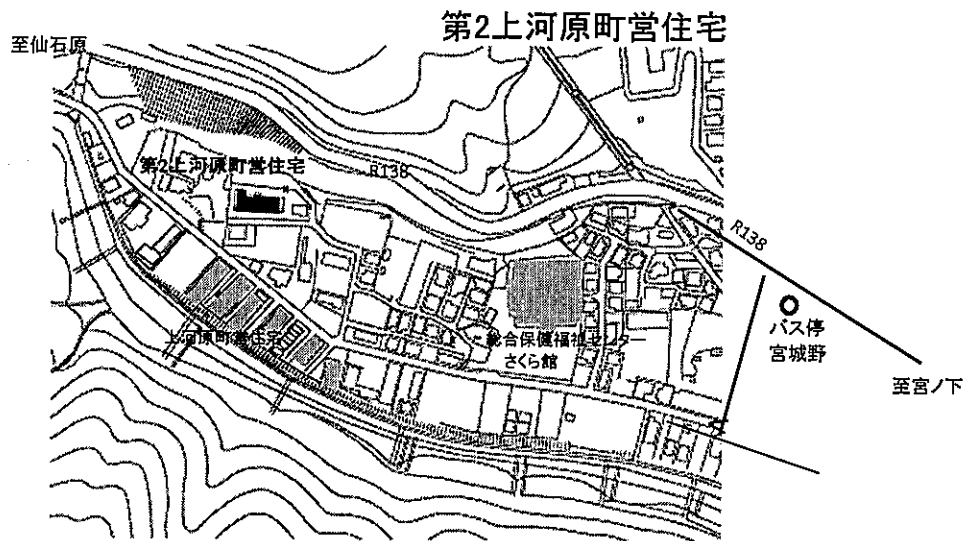 第2上河原町営住宅
至仙石原
第2上河原町営住宅
R138
R138
バス停
宮城野
上河原町営住宅
総合保健福祉センター
さくら館
至宮ノ下